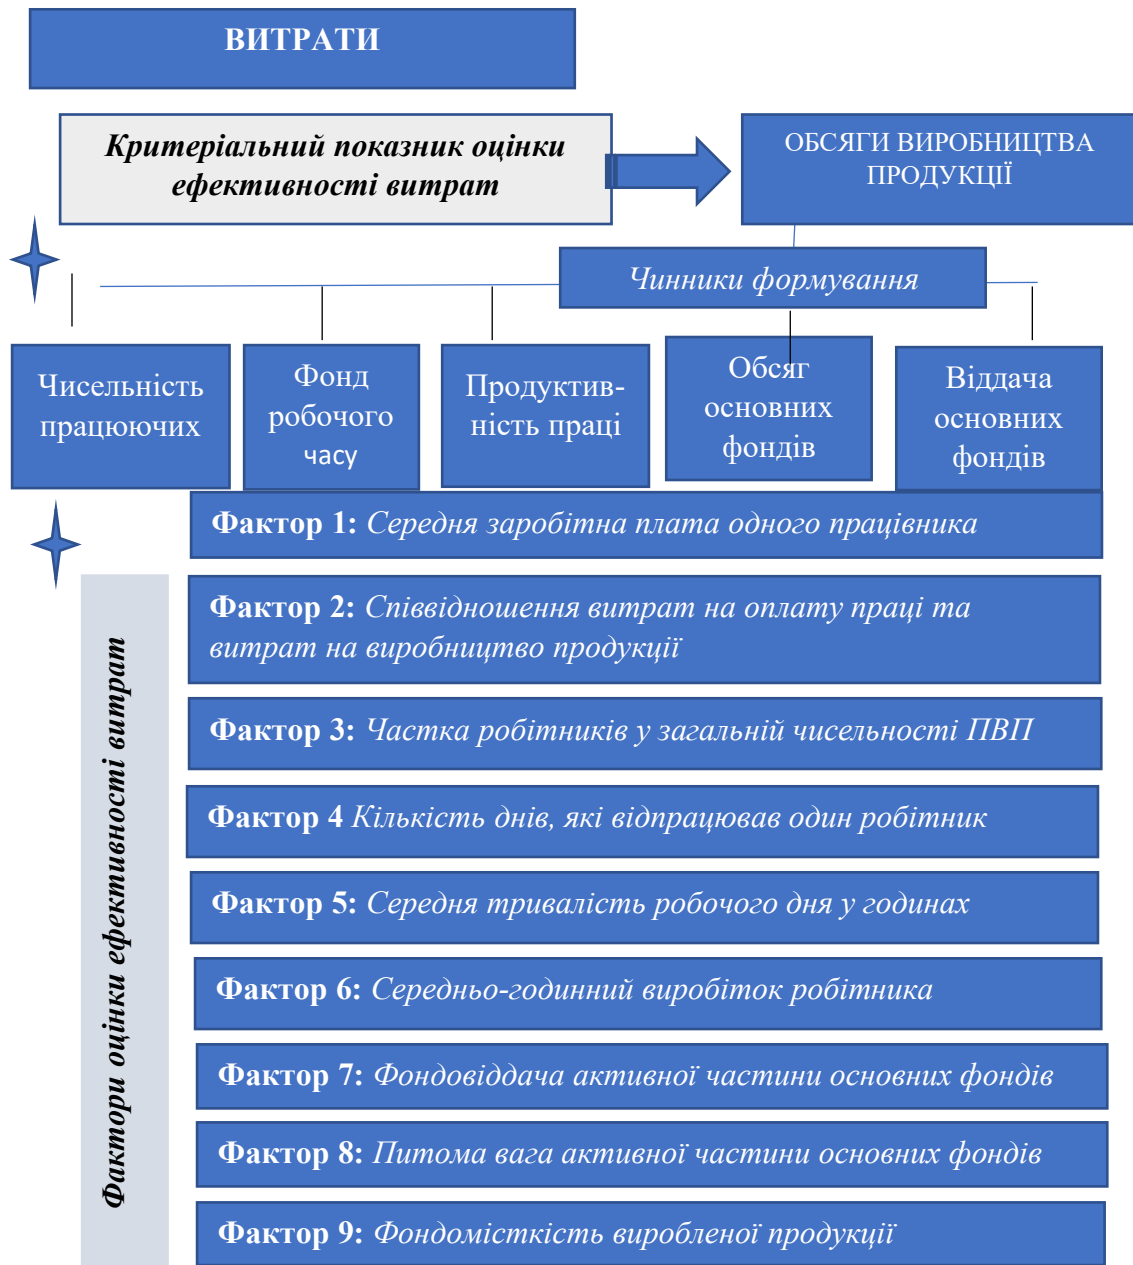 ВИТРАТИ
Критеріальний показник оцінки
ефективності витрат
ОБСЯГИ ВИРОБНИЦТВА
ПРОДУКЦІЇ
Чинники формування
Чисельність
працюючих
Фонд
робочого
часу
Продуктив-
ність праці
Обсяг
основних
фондів
Віддача
основних
фондів
Фактори оцінки ефективності витрат
Фактор 1: Середня заробітна плата одного працівника
Фактор 2: Співвідношення витрат на оплату праці та
витрат на виробництво продукції
Фактор 3: Частка робітників у загальній чисельності ПВП
Фактор 4 Кількість днів, які відпрацював один робітник
Фактор 5: Середня тривалість робочого дня у годинах
Фактор 6: Середньо-годинний виробіток робітника
Фактор 7: Фондовіддача активної частини основних фондів
Фактор 8: Питома вага активної частини основних фондів
Фактор 9: Фондомісткість виробленої продукції